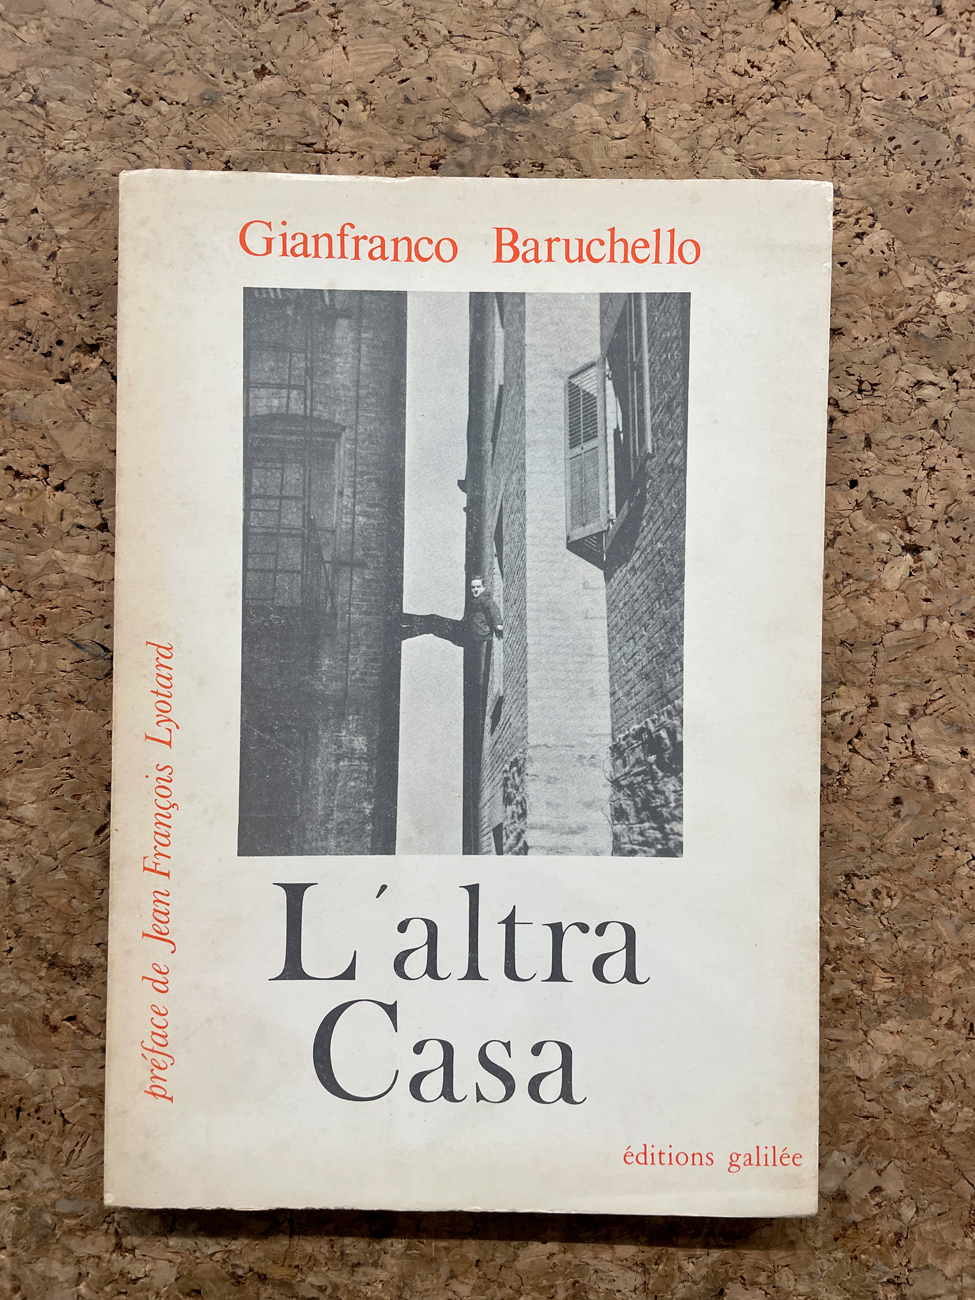 Gianfranco Baruchello
préface de Jean François Lyotard
L'altra
Casa
éditions galilée